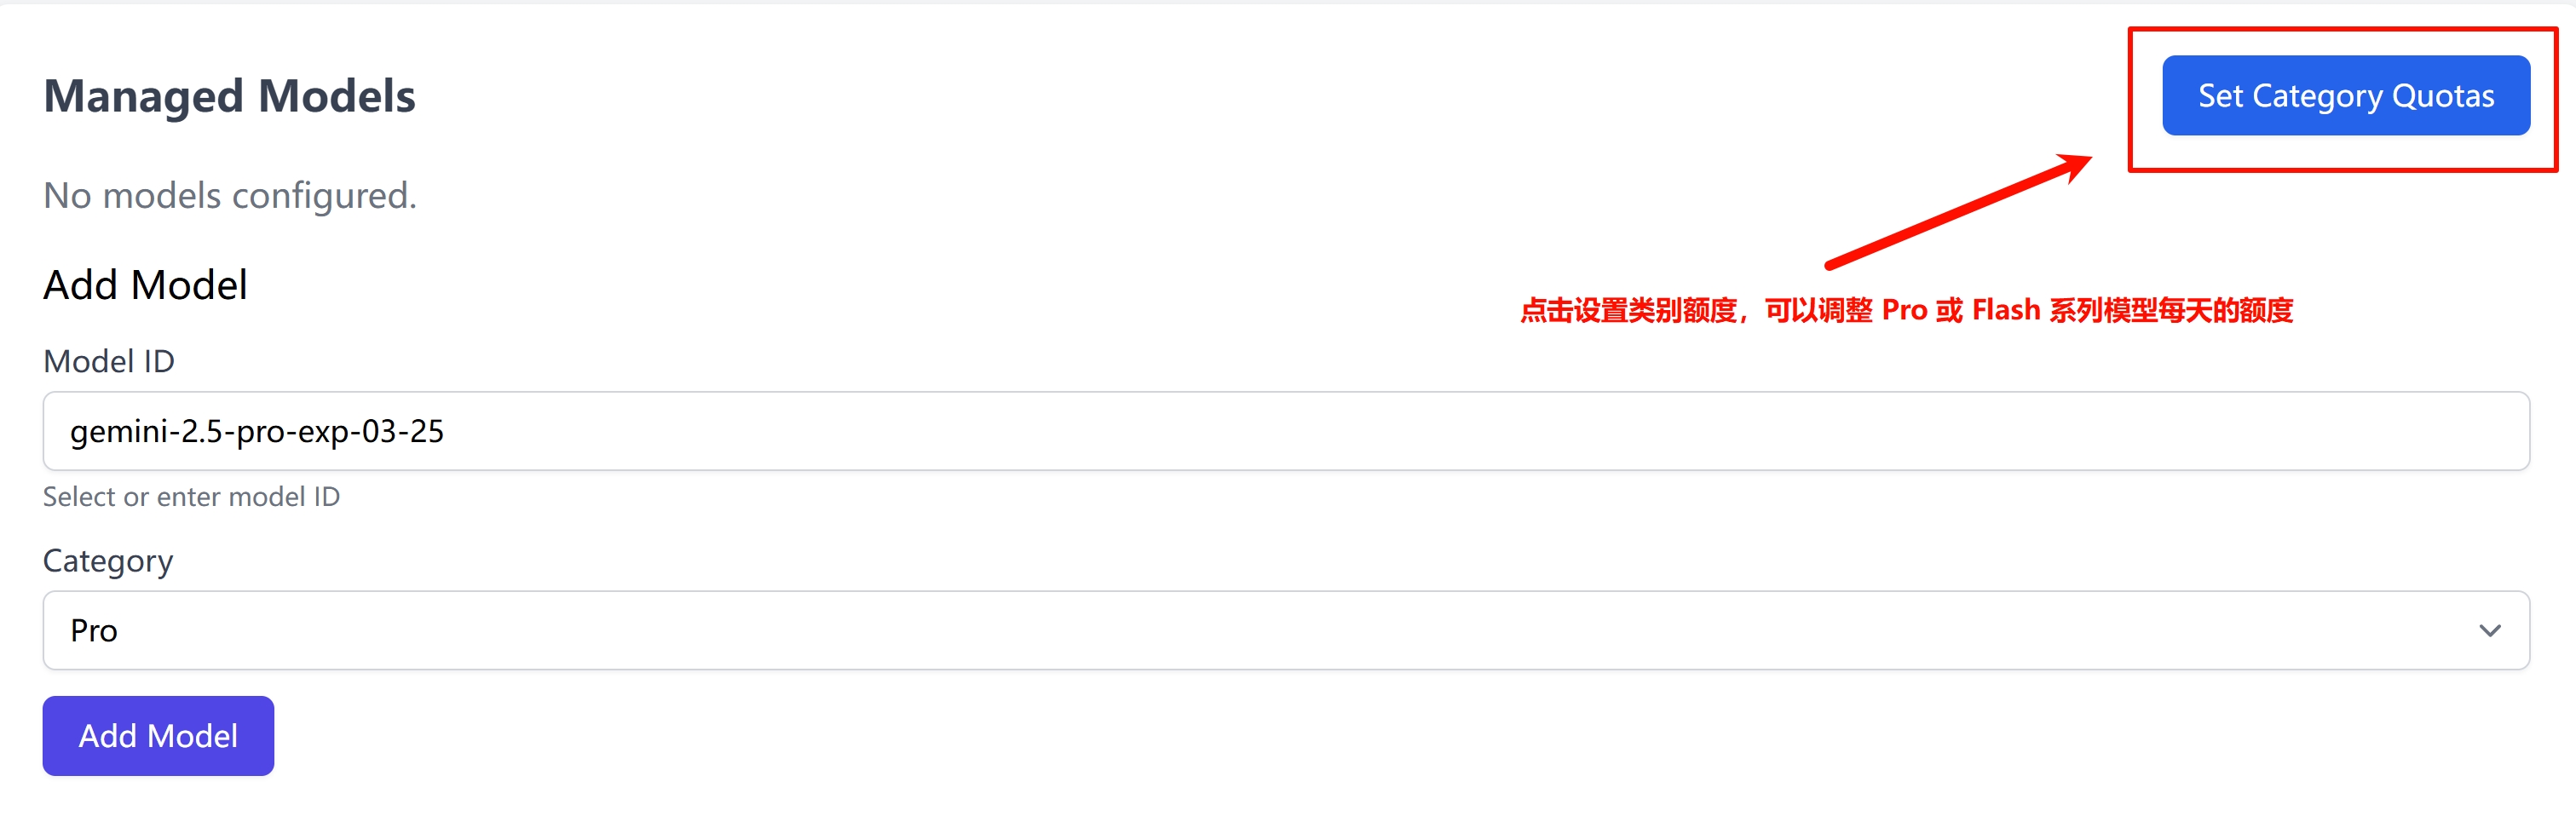 Managed Models
Set Category Quotas
No models configured.
Add Model
点击设置类别额度，可以调整 Pro 或 Flash 系列模型每天的额度
Model ID
gemini-2.5-pro-exp-03-25
Select or enter model ID
Category
Pro
Add Model